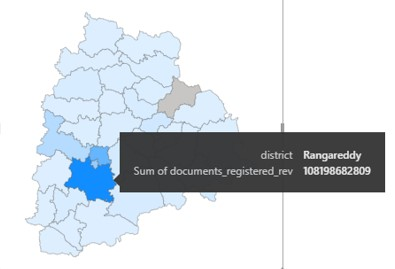 district Rangareddy
Sum of documents_registered_rev 108198682809